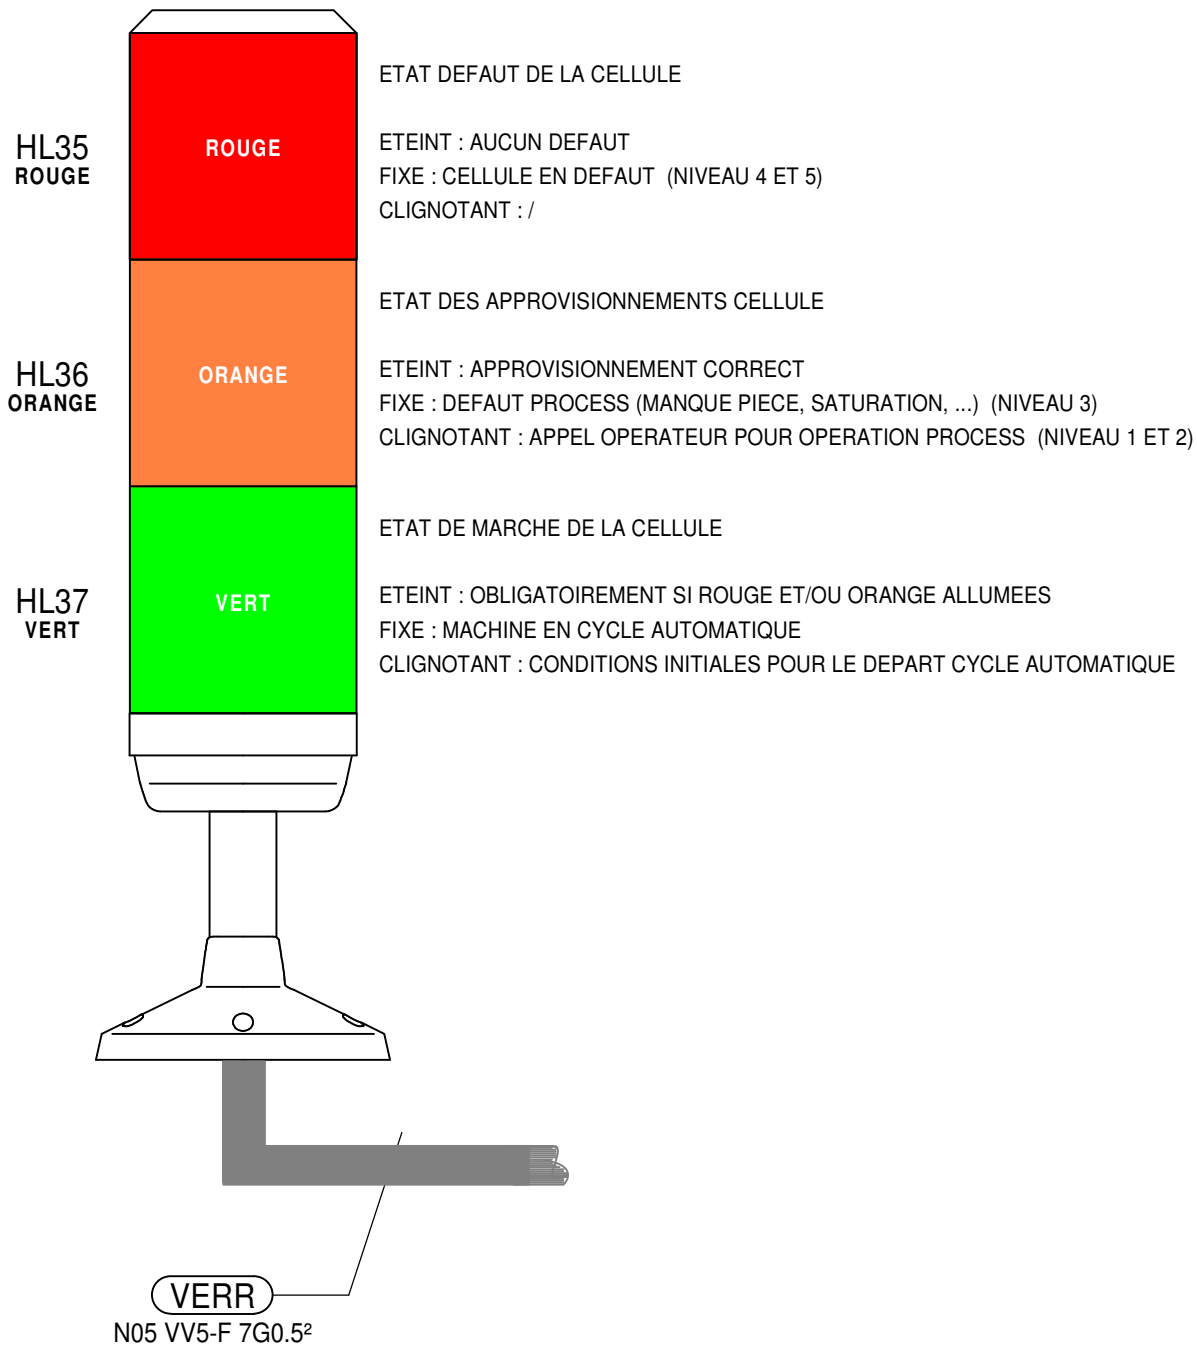 ETAT DEFAUT DE LA CELLULE
HL35
ROUGE
ROUGE
ETEINT : AUCUN DEFAUT
FIXE : CELLULE EN DEFAUT (NIVEAU 4 ET 5)
CLIGNOTANT : /
ETAT DES APPROVISIONNEMENTS CELLULE
HL36
ORANGE
ORANGE
ETEINT : APPROVISIONNEMENT CORRECT
FIXE : DEFAUT PROCESS (MANQUE PIECE, SATURATION, ...) (NIVEAU 3)
CLIGNOTANT : APPEL OPERATEUR POUR OPERATION PROCESS (NIVEAU 1 ET 2)
ETAT DE MARCHE DE LA CELLULE
HL37
VERT
VERT
ETEINT : OBLIGATOIREMENT SI ROUGE ET/OU ORANGE ALLUMEES
FIXE : MACHINE EN CYCLE AUTOMATIQUE
CLIGNOTANT : CONDITIONS INITIALES POUR LE DEPART CYCLE AUTOMATIQUE
VERR
N05 VV5-F 7G0.5²